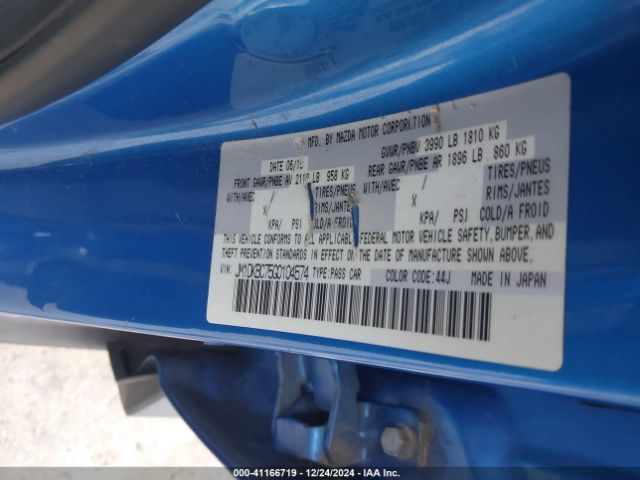 MFD. BY MAZDA MOTOR CORPORATION
DATE 06/15 GVWR/PNBV 3990 LB 1810 KG
FRONT GAWR/PNBE AV 2110 LB 958 KG REAR GAWR/PNBE AR 1896 LB 860 KG
WITH/AVEC / TIRES/PNEUS WITH/AVEC / TIRES/PNEUS
X/ RIMS/JANTES X/ RIMS/JANTES
KPA/ PSI COLD/A FROID KPA/ PSI COLD/A FROID
THIS VEHICLE CONFORMS TO ALL APPLICABLE FEDERAL MOTOR VEHICLE SAFETY, BUMPER, AND
THEFT PREVENTION STANDARDS IN EFFECT ON THE DATE OF MANUFACTURE SHOWN ABOVE.
VIN: JM1DKBC75G0104574 TYPE:PASS CAR COLOR CODE:44J MADE IN JAPAN
000-41166719 - 12/24/2024 - IAA Inc.